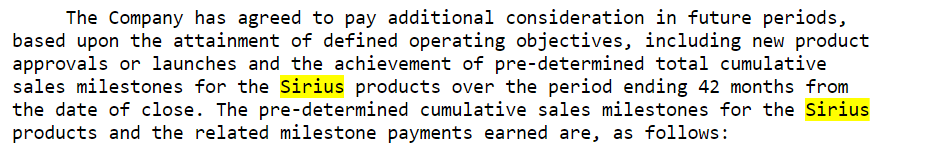 The Company has agreed to pay additional consideration in future periods,
based upon the attainment of defined operating objectives, including new product
approvals or launches and the achievement of pre-determined total cumulative
sales milestones for the Sirius products over the period ending 42 months from
the date of close. The pre-determined cumulative sales milestones for the Sirius
products and the related milestone payments earned are, as follows: